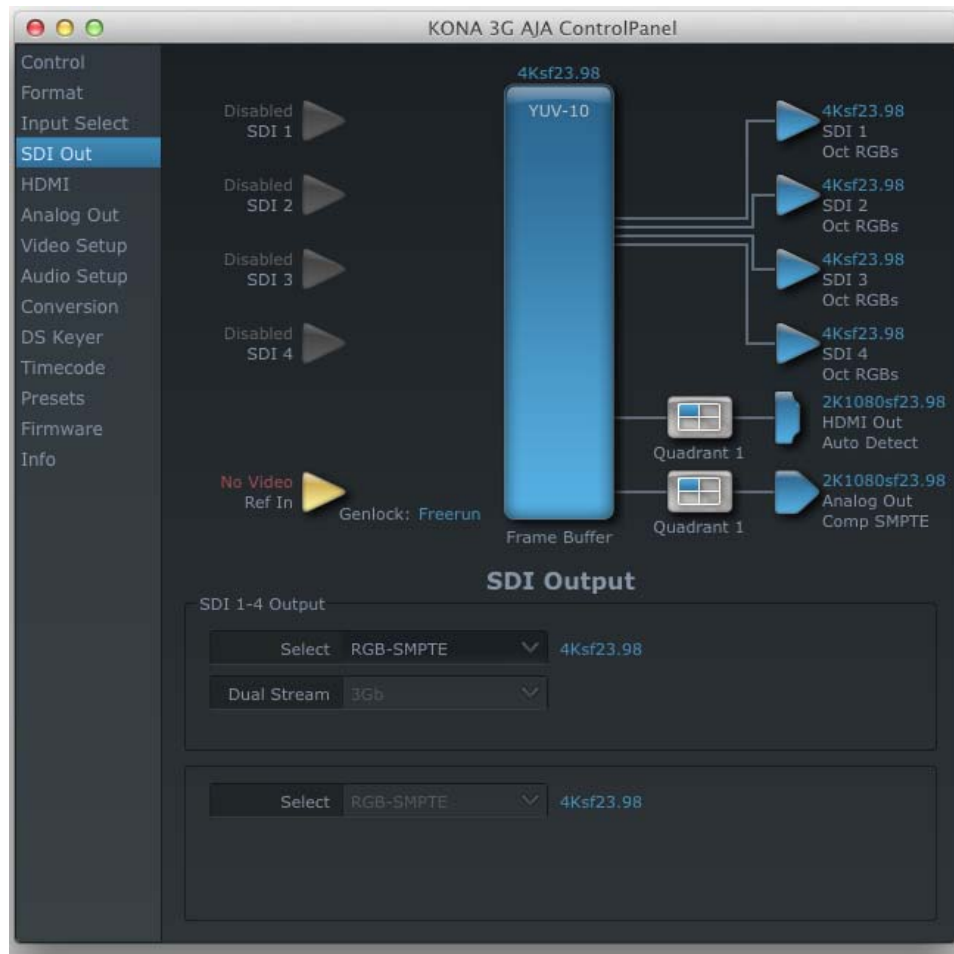 KONA 3G AJA ControlPanel
Control
Format
Input Select
SDI Out
HDMI
Analog Out
Video Setup
Audio Setup
Conversion
DS Keyer
Timecode
Presets
Firmware
Info
4Ksf23.98
YUV-10
Disabled
SDI 1
Disabled
SDI 2
Disabled
SDI 3
Disabled
SDI 4
No Video
Ref In
Genlock: Freerun
Frame Buffer
4Ksf23.98
SDI 1
Oct RGBs
4Ksf23.98
SDI 2
Oct RGBs
4Ksf23.98
SDI 3
Oct RGBs
4Ksf23.98
SDI 4
Oct RGBs
Quadrant 1
2K1080sf23.98
HDMI Out
Auto Detect
Quadrant 1
2K1080sf23.98
Analog Out
Comp SMPTE
SDI Output
SDI 1-4 Output
Select RGB-SMPTE 4Ksf23.98
Dual Stream 3Gb
Select RGB-SMPTE 4Ksf23.98